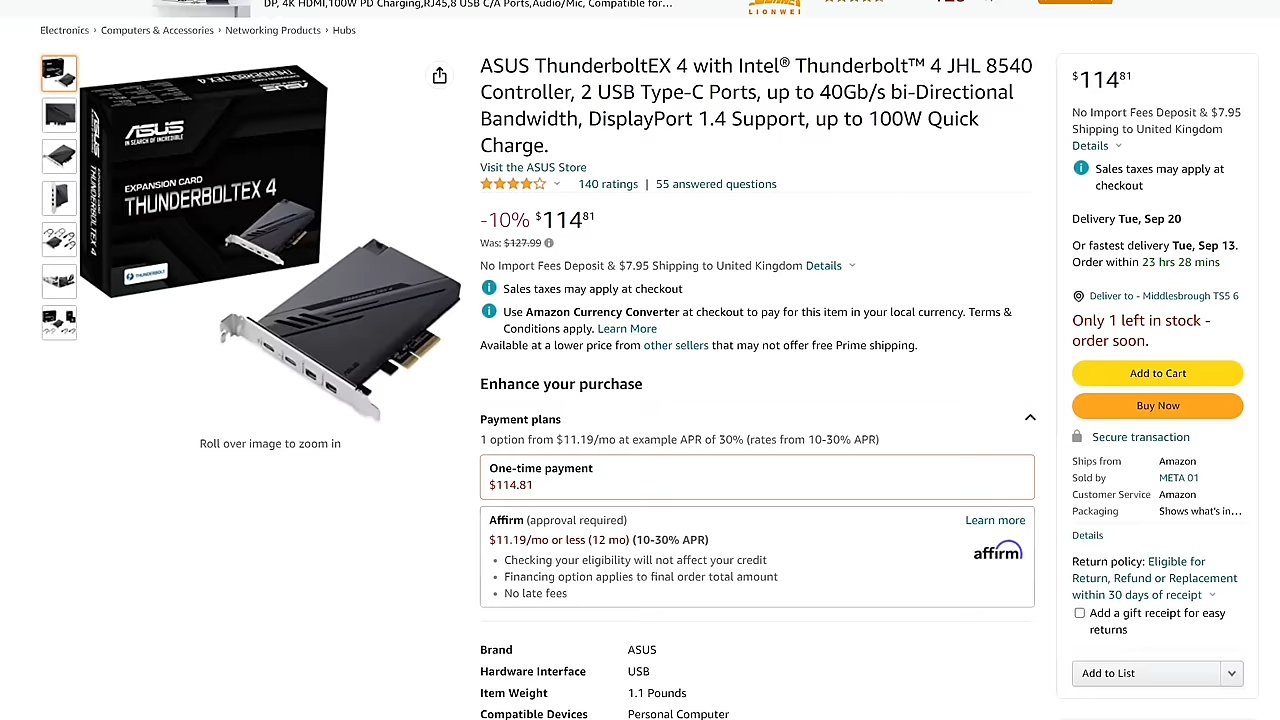 DP, 4K HDMI,100W PD Charging,RJ45,8 USB C/A Ports,Audio/Mic, Compatible for...
LIONWEI
Electronics › Computers & Accessories › Networking Products › Hubs
ASUS
IN SEARCH OF INCREDIBLE
EXPANSION CARD
THUNDERBOLTEX 4
THUNDERBOLT
ASUS
THUNDERBOLTEX 4
ASUS
Roll over image to zoom in
ASUS ThunderboltEX 4 with Intel® Thunderbolt™ 4 JHL 8540
Controller, 2 USB Type-C Ports, up to 40Gb/s bi-Directional
Bandwidth, DisplayPort 1.4 Support, up to 100W Quick
Charge.
Visit the ASUS Store
140 ratings | 55 answered questions
-10% $114.81
Was: $127.99
No Import Fees Deposit & $7.95 Shipping to United Kingdom Details
Sales taxes may apply at checkout
Use Amazon Currency Converter at checkout to pay for this item in your local currency. Terms &
Conditions apply. Learn More
Available at a lower price from other sellers that may not offer free Prime shipping.
Enhance your purchase
Payment plans
1 option from $11.19/mo at example APR of 30% (rates from 10-30% APR)
One-time payment
$114.81
Affirm (approval required) Learn more
$11.19/mo or less (12 mo) (10-30% APR)
affirm
• Checking your eligibility will not affect your credit
• Financing option applies to final order total amount
• No late fees
Brand ASUS
Hardware Interface USB
Item Weight 1.1 Pounds
Compatible Devices Personal Computer
$114.81
No Import Fees Deposit & $7.95
Shipping to United Kingdom
Details
Sales taxes may apply at
checkout
Delivery Tue, Sep 20
Or fastest delivery Tue, Sep 13.
Order within 23 hrs 28 mins
Deliver to - Middlesbrough TS5 6
Only 1 left in stock -
order soon.
Add to Cart
Buy Now
Secure transaction
Ships from Amazon
Sold by META 01
Customer Service Amazon
Packaging Shows what's in...
Details
Return policy: Eligible for
Return, Refund or Replacement
within 30 days of receipt
Add a gift receipt for easy
returns
Add to List